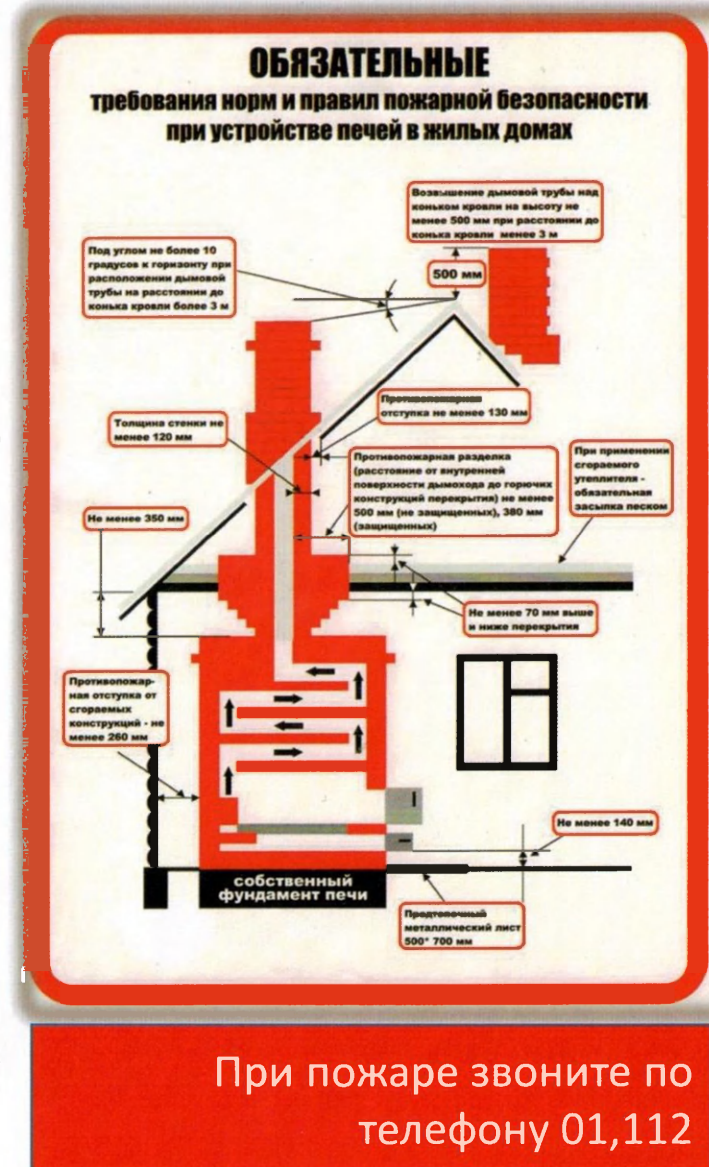 ОБЯЗАТЕЛЬНЫЕ
требования норм и правил пожарной безопасности
при устройстве печей в жилых домах
Возвышение дымовой трубы над
коньком кровли на высоту не
менее 500 мм при расстоянии до
конька кровли менее 3 м
Под углом не более 10
градусов к горизонту при
расположении дымовой
трубы на расстоянии до
конька кровли более 3 м
500 мм
Противопожарная
отступка не менее 130 мм
Толщина стенки не
менее 120 мм
Противопожарная разделка
(расстояние от внутренней
поверхности дымохода до горючих
конструкций перекрытия) не менее
500 мм (не защищенных), 380 мм
(защищенных)
При применении
сгораемого
утеплителя -
обязательная
засыпка песком
Не менее 350 мм
Не менее 70 мм выше
и ниже перекрытия
Противопожар-
ная отступка от
сгораемых
конструкций - не
менее 260 мм
Не менее 140 мм
собственный
фундамент печи
Предтопочный
металлический лист
500* 700 мм
При пожаре звоните по
телефону 01,112